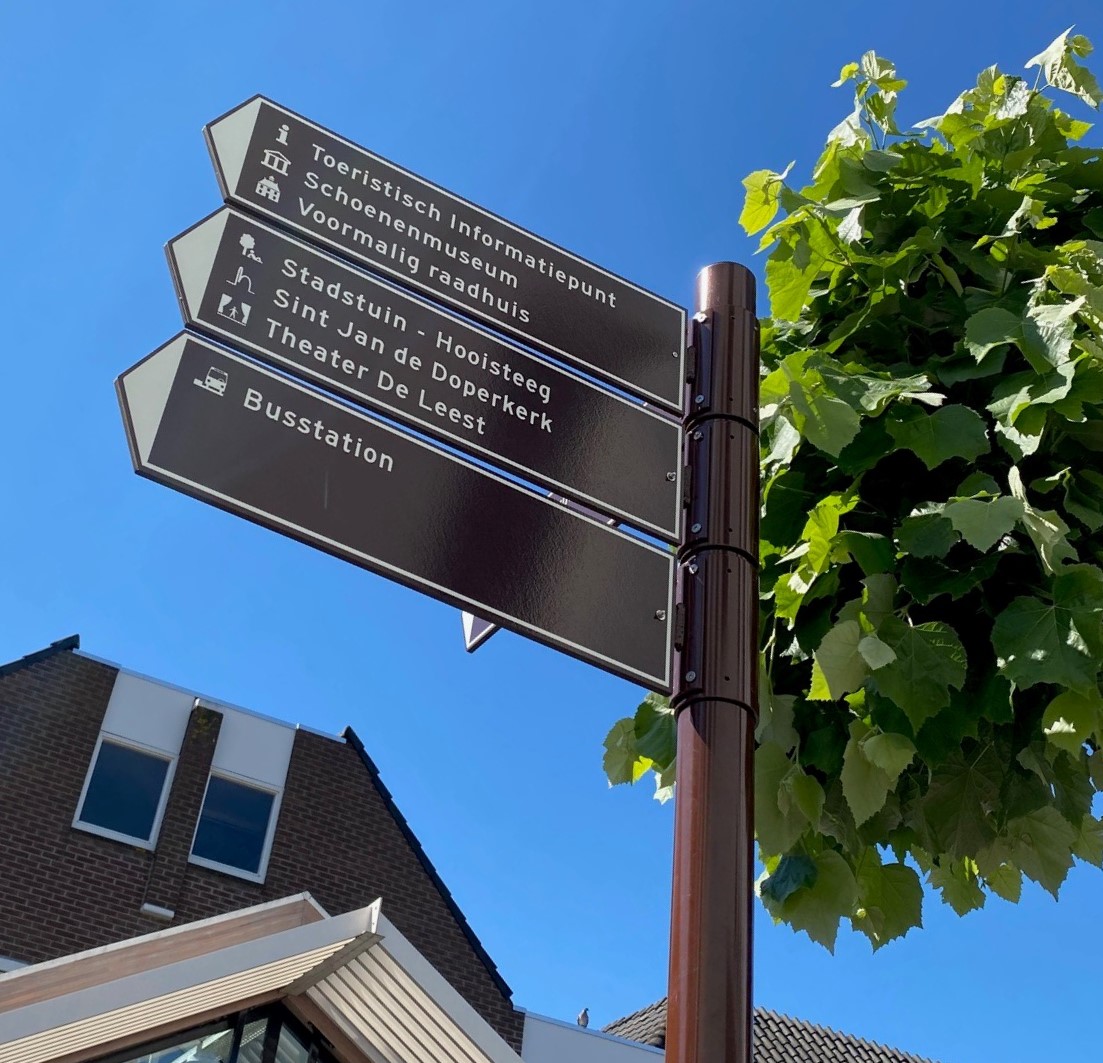 Toeristisch Informatiepunt
Schoenenmuseum
Voormalig raadhuis
Stadstuin - Hooisteeg
Sint Jan de Doperkerk
Theater De Leest
Busstation